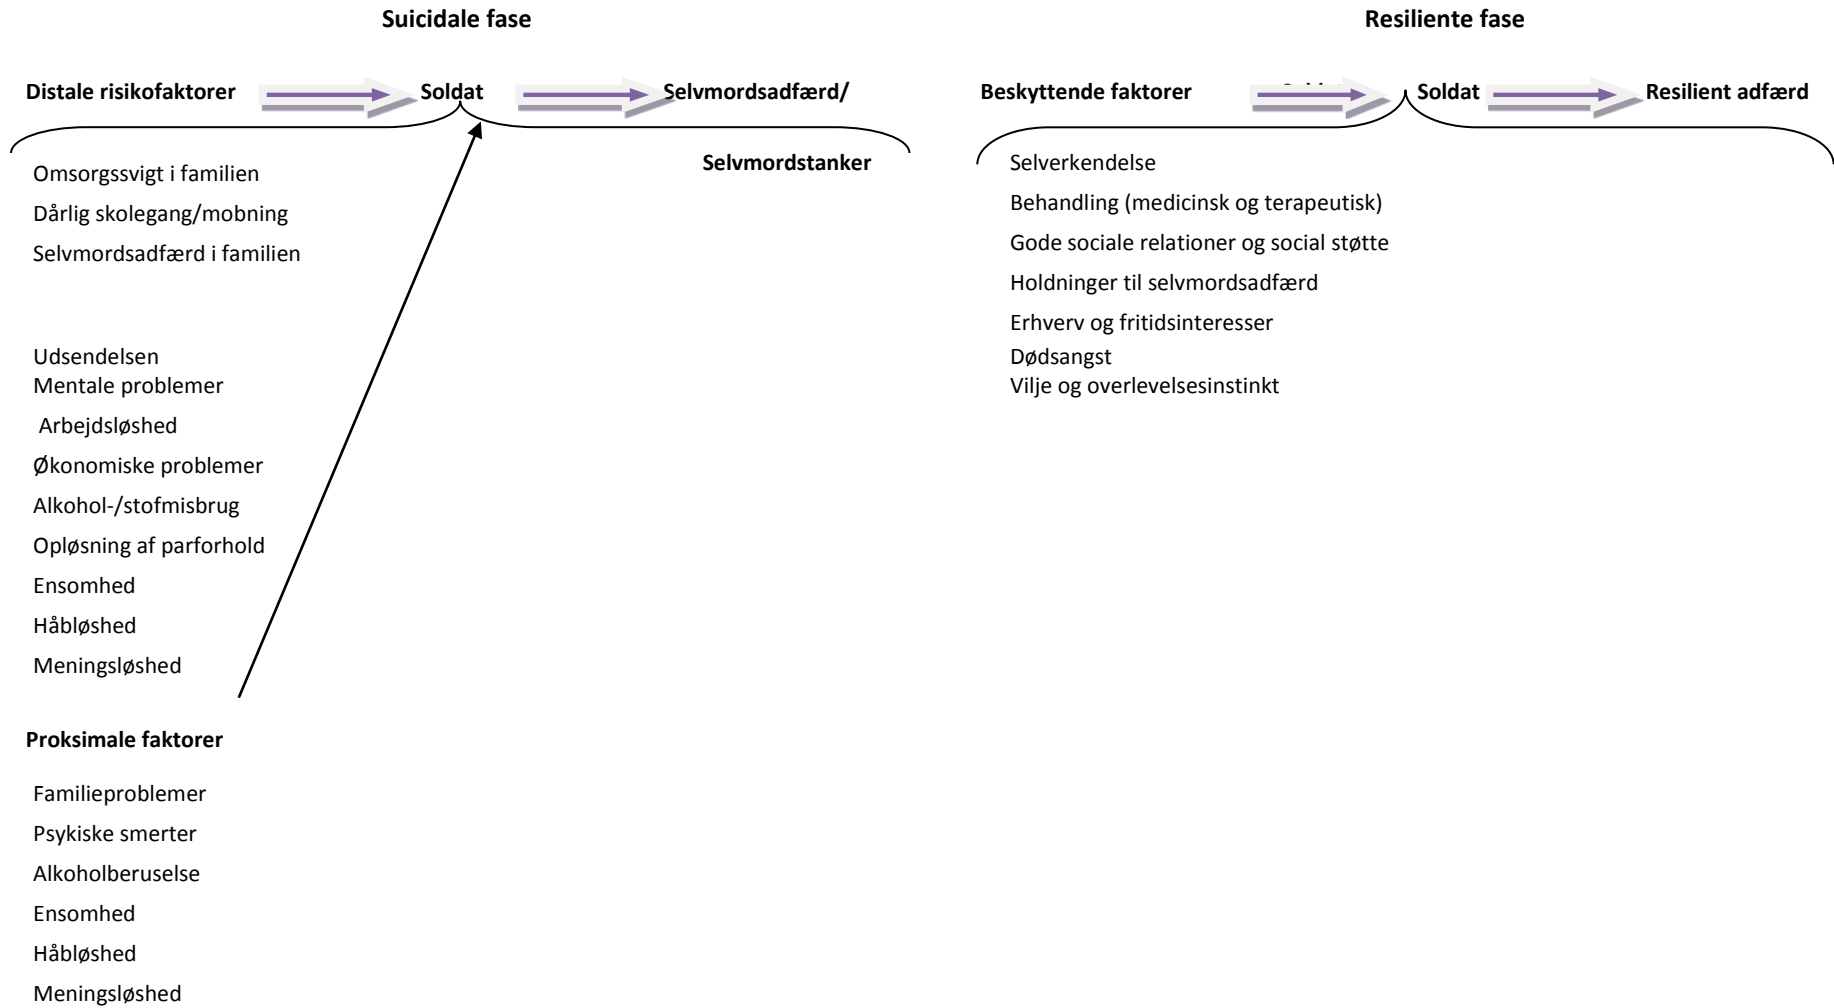 Suicidale fase
Distale risikofaktorer Soldat Selvmordsadfærd/
Selvmordstanker
Omsorgssvigt i familien
Dårlig skolegang/mobning
Selvmordsadfærd i familien
Udsendelsen
Mentale problemer
Arbejdsløshed
Økonomiske problemer
Alkohol-/stofmisbrug
Opløsning af parforhold
Ensomhed
Håbløshed
Meningsløshed
Proksimale faktorer
Familieproblemer
Psykiske smerter
Alkoholberuselse
Ensomhed
Håbløshed
Meningsløshed
Resiliente fase
Beskyttende faktorer Soldat Resilient adfærd
Selverkendelse
Behandling (medicinsk og terapeutisk)
Gode sociale relationer og social støtte
Holdninger til selvmordsadfærd
Erhverv og fritidsinteresser
Dødsangst
Vilje og overlevelsesinstinkt